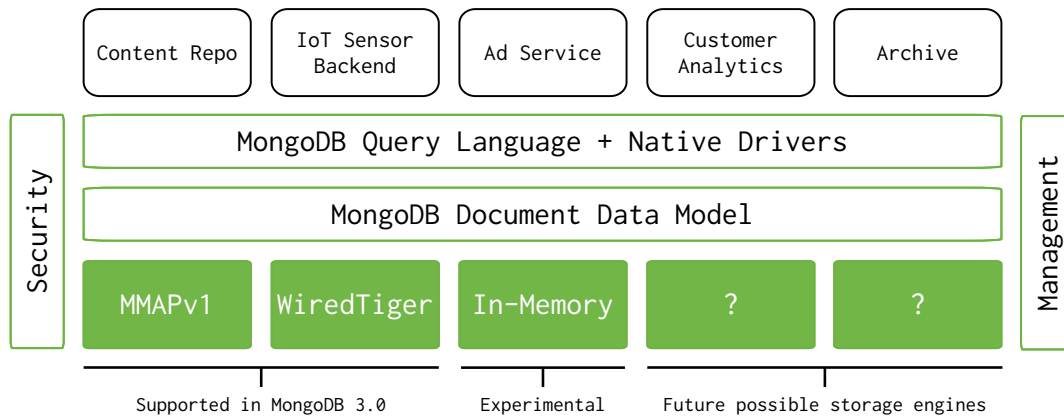 Content Repo
IoT Sensor
Backend
Ad Service
Customer
Analytics
Archive
Security
MongoDB Query Language + Native Drivers
MongoDB Document Data Model
Management
MMAPv1
WiredTiger
In-Memory
?
?
Supported in MongoDB 3.0
Experimental
Future possible storage engines